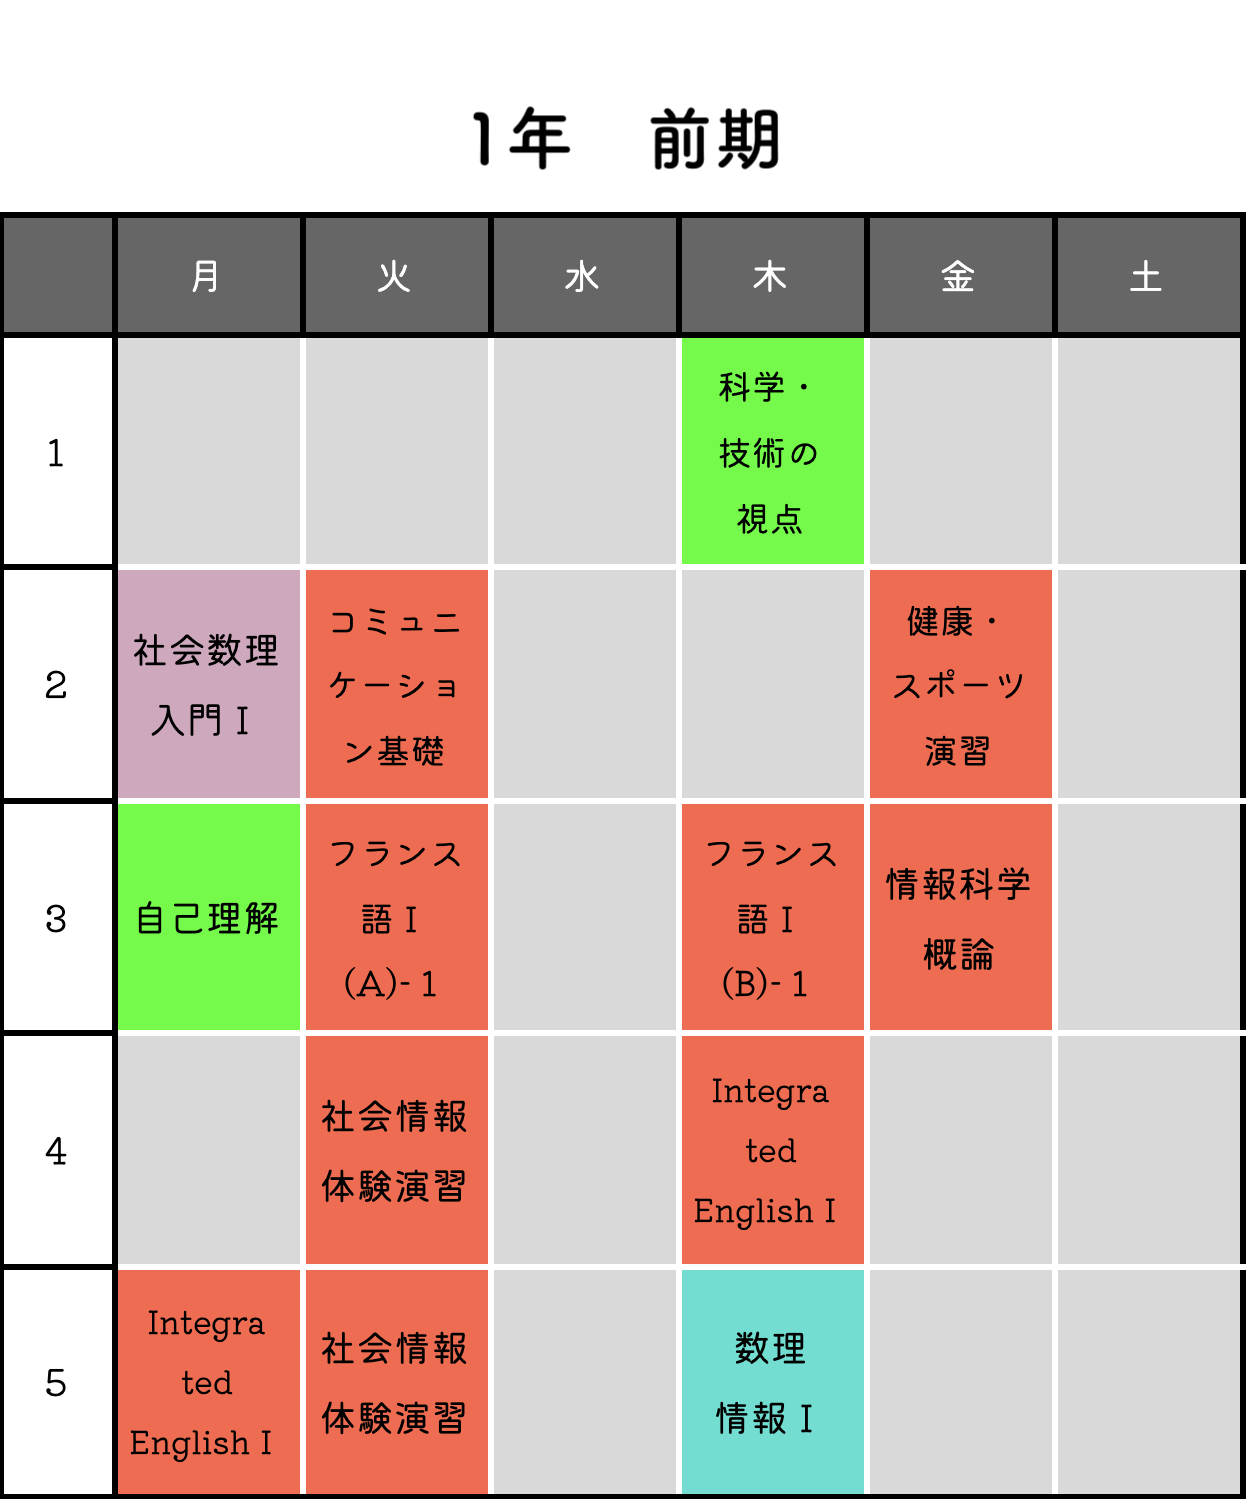 1年　前期
月 火 水 木 金 土
1
科学・
技術の
視点
2
社会数理
入門 I
コミュニ
ケーショ
ン基礎
健康・
スポーツ
演習
3
自己理解
フランス
語 I
(A)- 1
フランス
語 I
(B)- 1
情報科学
概論
4
社会情報
体験演習
Integra
ted
English I
5
Integra
ted
English I
社会情報
体験演習
数理
情報 I